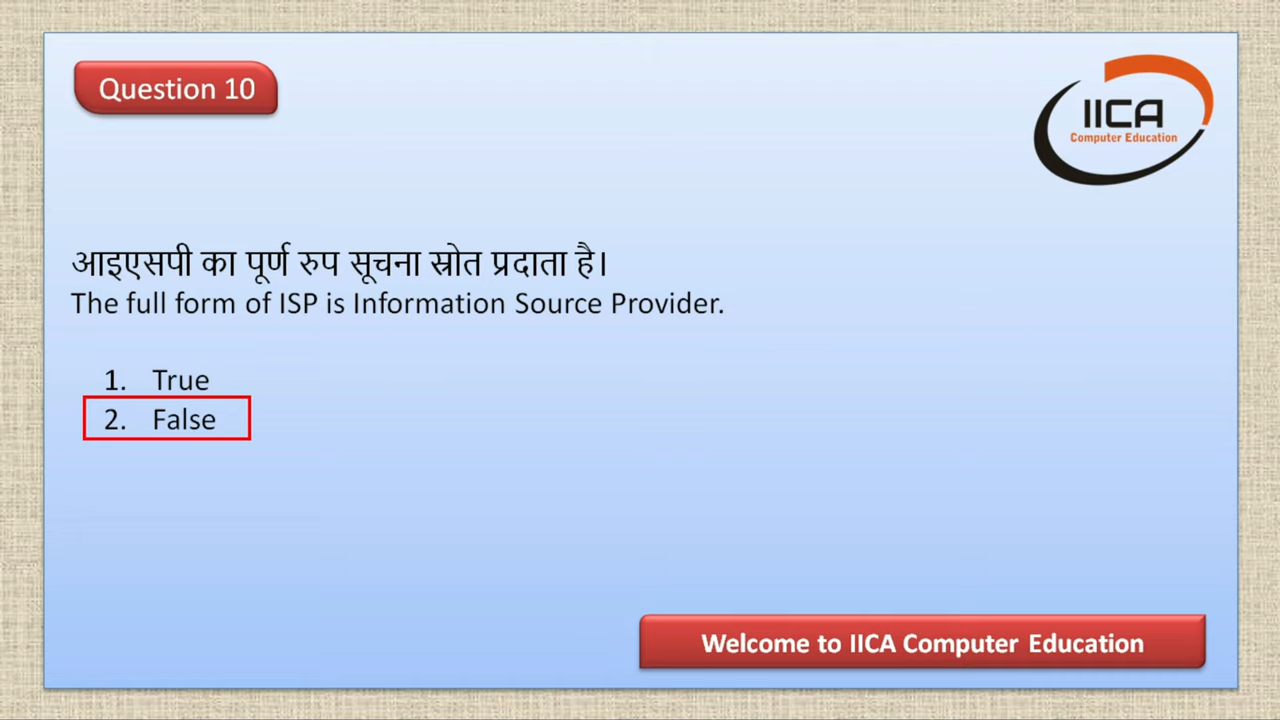 Question 10
IICA
Computer Education
आइएसपी का पूर्ण रुप सूचना स्रोत प्रदाता है।
The full form of ISP is Information Source Provider.
1. True
2. False
Welcome to IICA Computer Education